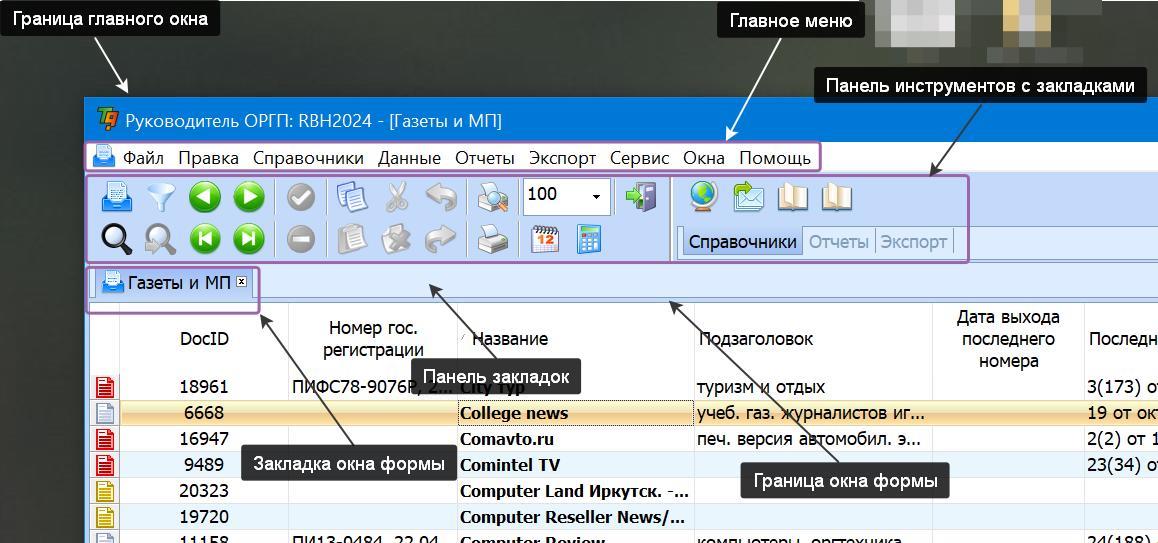 Граница главного окна
Главное меню
Панель инструментов с закладками
Руководитель ОРГП: RBH2024 - [Газеты и МП]
Файл Правка Справочники Данные Отчеты Экспорт Сервис Окна Помощь
100
12
Справочники Отчеты Экспорт
Газеты и МП
DocID Номер гос. регистрации Название Подзаголовок Дата выхода последнего номера Последн
Панель закладок
18961 ПИФС78-9076Р, 2... City тур туризм и отдых 3(173) о
6668 College news учеб. газ. журналистов иг... 19 от ок
16947 Comavto.ru печ. версия автомобил. э... 2(2) от 1
Закладка окна формы
9489 Comintel TV 23(34) от
Граница окна формы
20323 Computer Land Иркутск. -...
19720 Computer Reseller News/...
11158 ПИ13-0484, 22.04 Computer Review компьютеры, оргтехника 24(188)